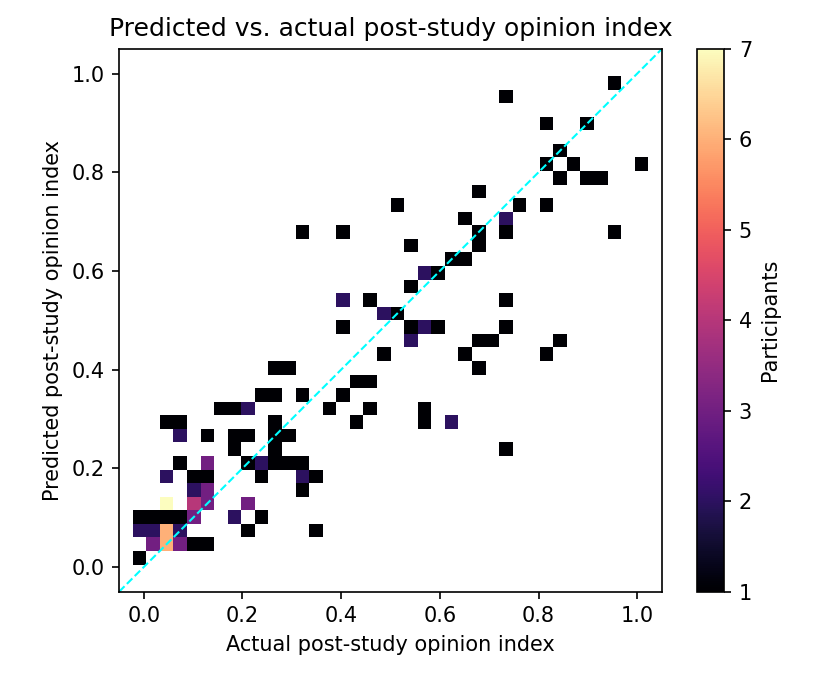 Predicted vs. actual post-study opinion index
1.0
0.8
0.6
0.4
0.2
0.0
Predicted post-study opinion index
0.0 0.2 0.4 0.6 0.8 1.0
Actual post-study opinion index
7
6
5
4
3
2
1
Participants